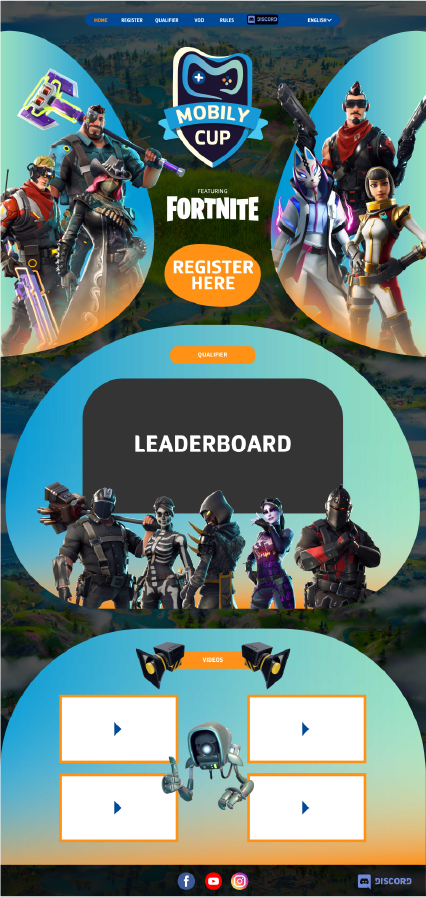 HOME REGISTER QUALIFIER VOD RULES DISCORD ENGLISH
MOBILY
CUP
FEATURING
FORTNITE
REGISTER
HERE
QUALIFIER
LEADERBOARD
VIDEOS
DISCORD